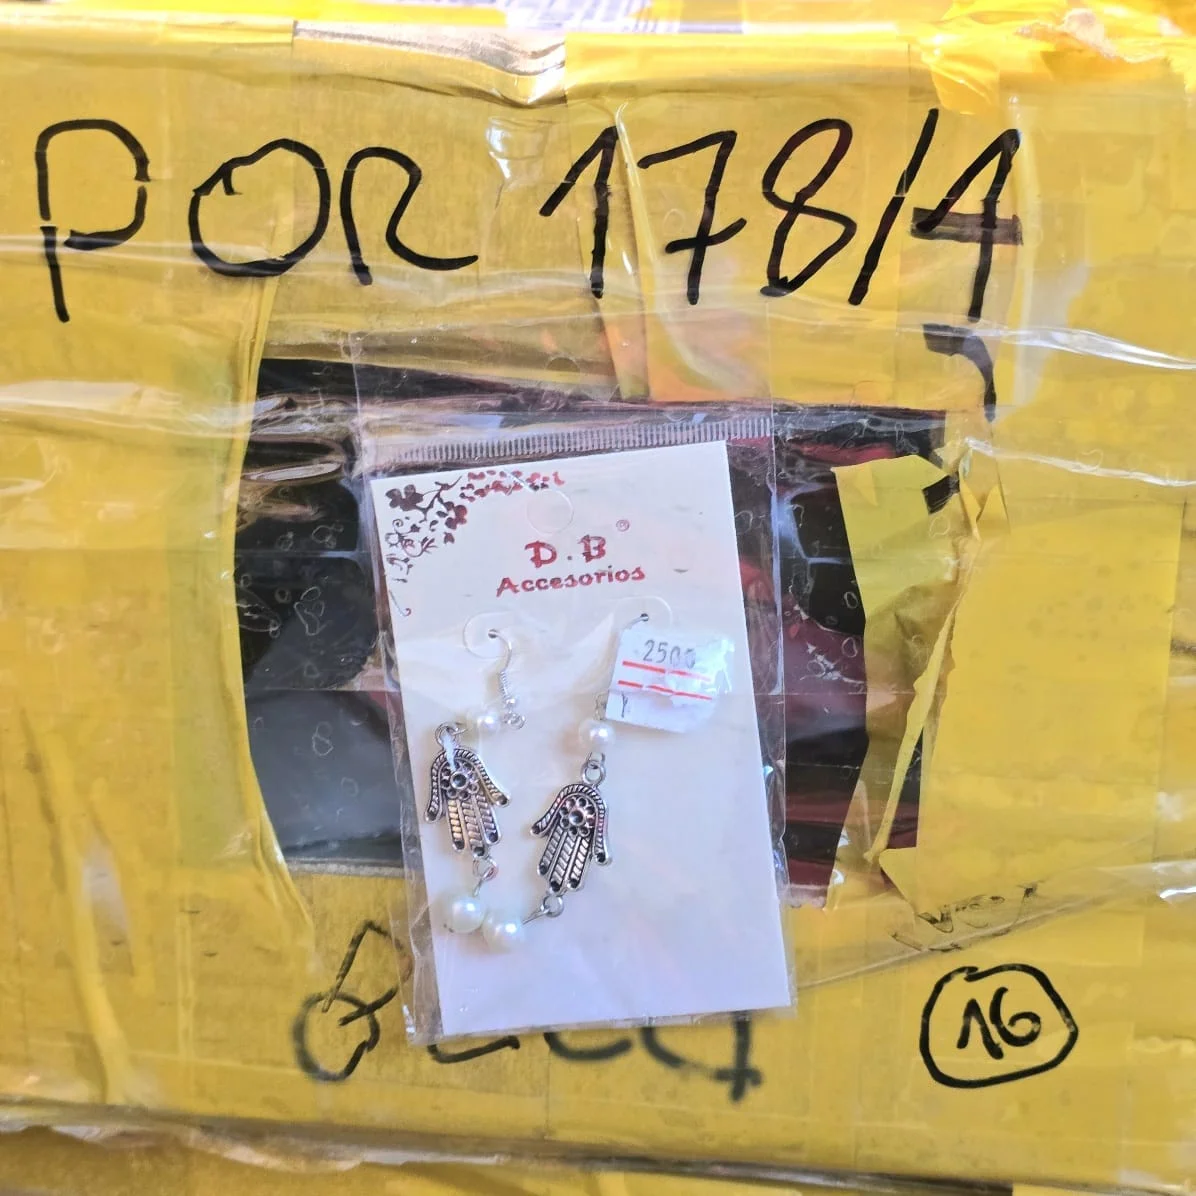 POR 178/1
D.B ®
Accesorios
2500
16